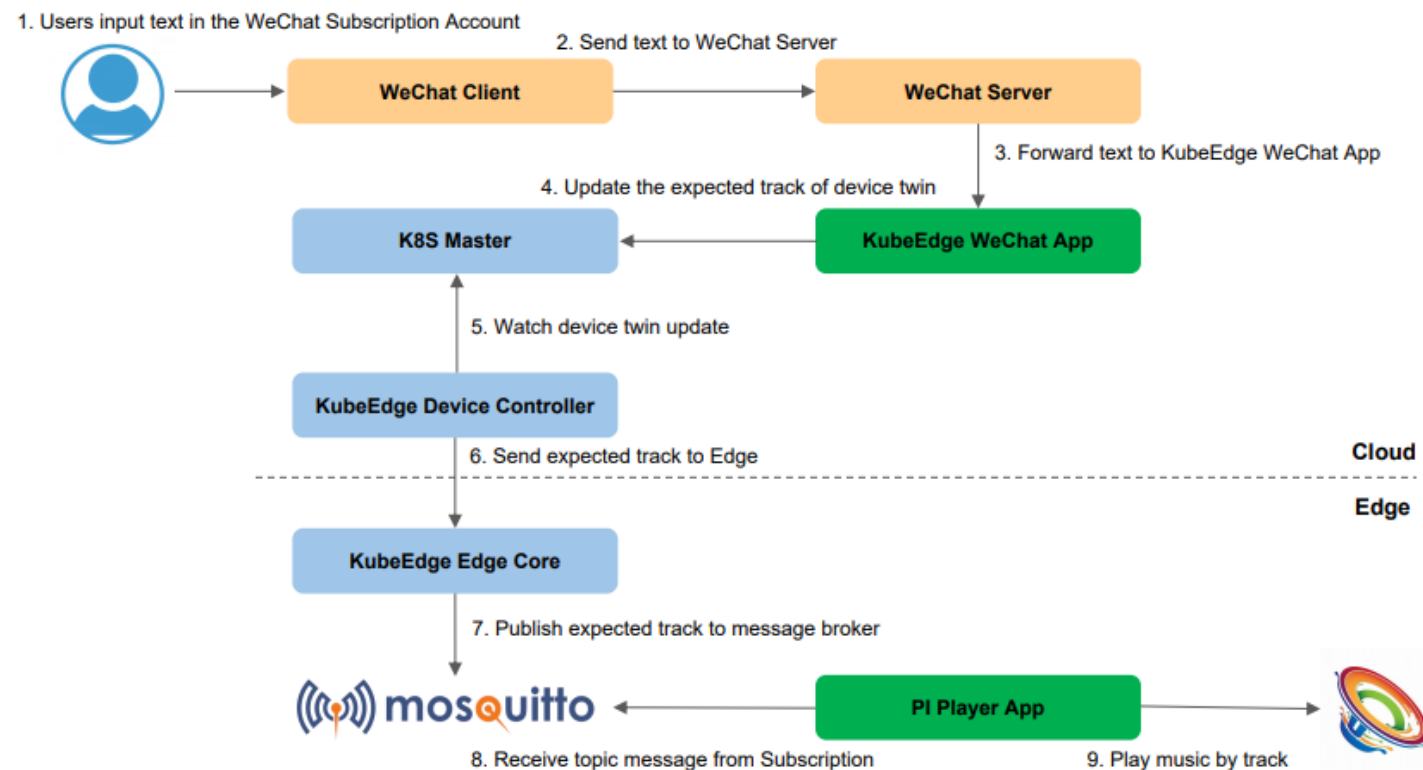 1. Users input text in the WeChat Subscription Account
2. Send text to WeChat Server
WeChat Client
WeChat Server
3. Forward text to KubeEdge WeChat App
4. Update the expected track of device twin
K8S Master
KubeEdge WeChat App
5. Watch device twin update
KubeEdge Device Controller
6. Send expected track to Edge
Cloud
Edge
KubeEdge Edge Core
7. Publish expected track to message broker
mosquitto
PI Player App
8. Receive topic message from Subscription
9. Play music by track